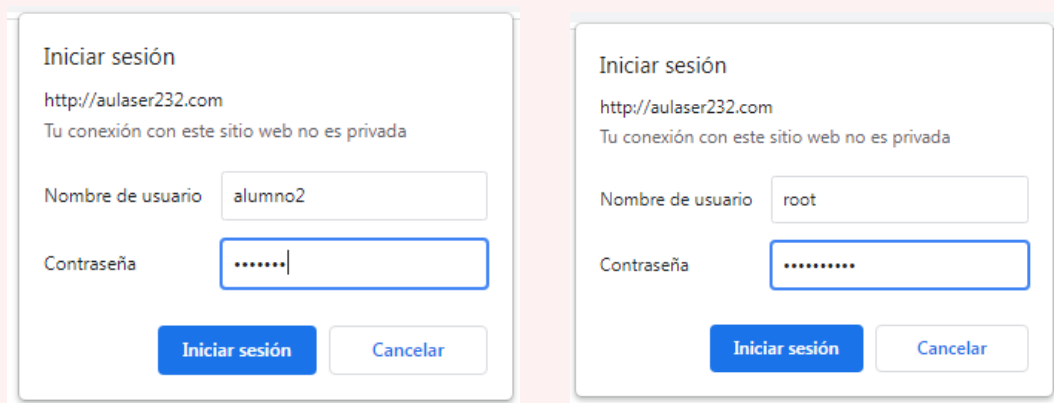 Iniciar sesión
http://aulaser232.com
Tu conexión con este sitio web no es privada
Nombre de usuario alumno2
Contraseña •••••••
Iniciar sesión Cancelar
Iniciar sesión
http://aulaser232.com
Tu conexión con este sitio web no es privada
Nombre de usuario root
Contraseña ••••••••••
Iniciar sesión Cancelar